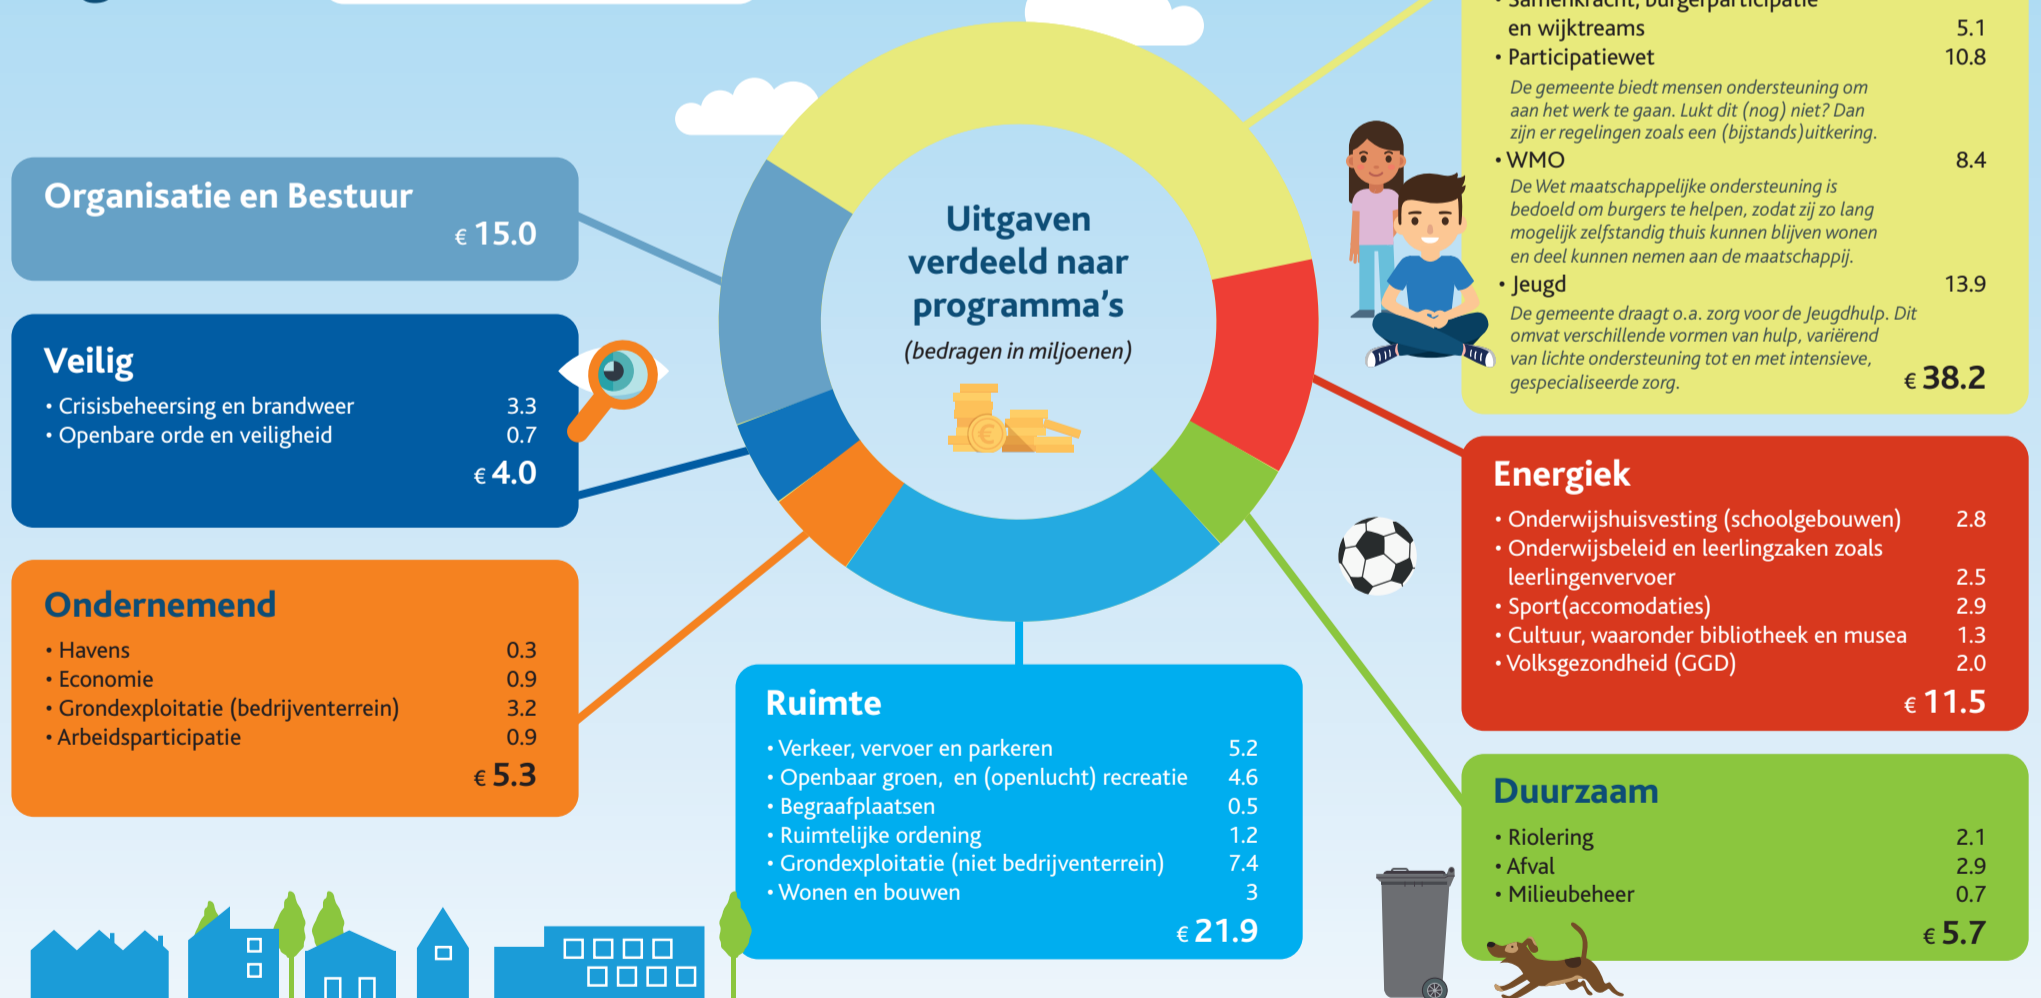 Samenkracht, burgerparticipatie
en wijktreams 5.1
• Participatiewet 10.8
De gemeente biedt mensen ondersteuning om
aan het werk te gaan. Lukt dit (nog) niet? Dan
zijn er regelingen zoals een (bijstands)uitkering.
• WMO 8.4
De Wet maatschappelijke ondersteuning is
bedoeld om burgers te helpen, zodat zij zo lang
mogelijk zelfstandig thuis kunnen blijven wonen
en deel kunnen nemen aan de maatschappij.
• Jeugd 13.9
De gemeente draagt o.a. zorg voor de Jeugdhulp. Dit
omvat verschillende vormen van hulp, variërend
van lichte ondersteuning tot en met intensieve,
gespecialiseerde zorg.
€ 38.2
Organisatie en Bestuur
€ 15.0
Uitgaven
verdeeld naar
programma's
(bedragen in miljoenen)
Veilig
• Crisisbeheersing en brandweer 3.3
• Openbare orde en veiligheid 0.7
€ 4.0
Ondernemend
• Havens 0.3
• Economie 0.9
• Grondexploitatie (bedrijventerrein) 3.2
• Arbeidsparticipatie 0.9
€ 5.3
Ruimte
• Verkeer, vervoer en parkeren 5.2
• Openbaar groen, en (openlucht) recreatie 4.6
• Begraafplaatsen 0.5
• Ruimtelijke ordening 1.2
• Grondexploitatie (niet bedrijventerrein) 7.4
• Wonen en bouwen 3
€ 21.9
Energiek
• Onderwijshuisvesting (schoolgebouwen) 2.8
• Onderwijsbeleid en leerlingzaken zoals
leerlingenvervoer 2.5
• Sport(accomodaties) 2.9
• Cultuur, waaronder bibliotheek en musea 1.3
• Volksgezondheid (GGD) 2.0
€ 11.5
Duurzaam
• Riolering 2.1
• Afval 2.9
• Milieubeheer 0.7
€ 5.7